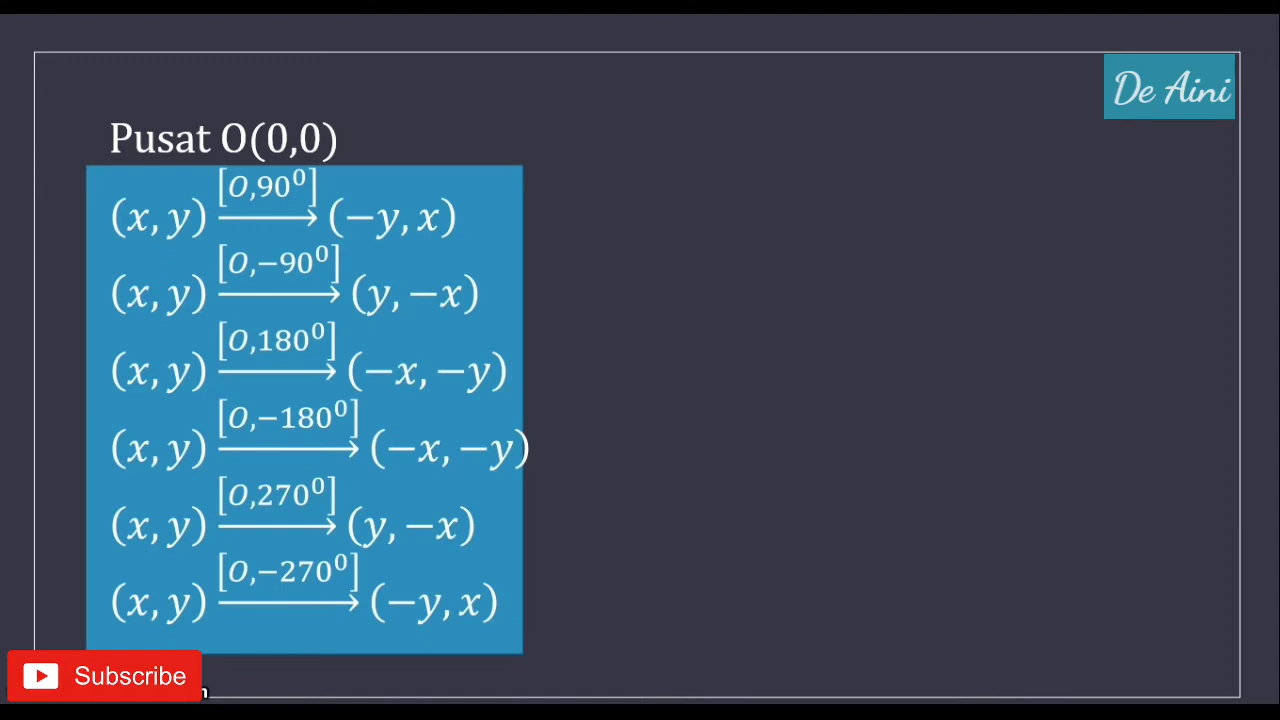 De Aini
Pusat O(0,0)
(x, y) [O,90⁰]→ (−y, x)
(x, y) [O,−90⁰]→ (y, −x)
(x, y) [O,180⁰]→ (−x, −y)
(x, y) [O,−180⁰]→ (−x, −y)
(x, y) [O,270⁰]→ (y, −x)
(x, y) [O,−270⁰]→ (−y, x)
Subscribe